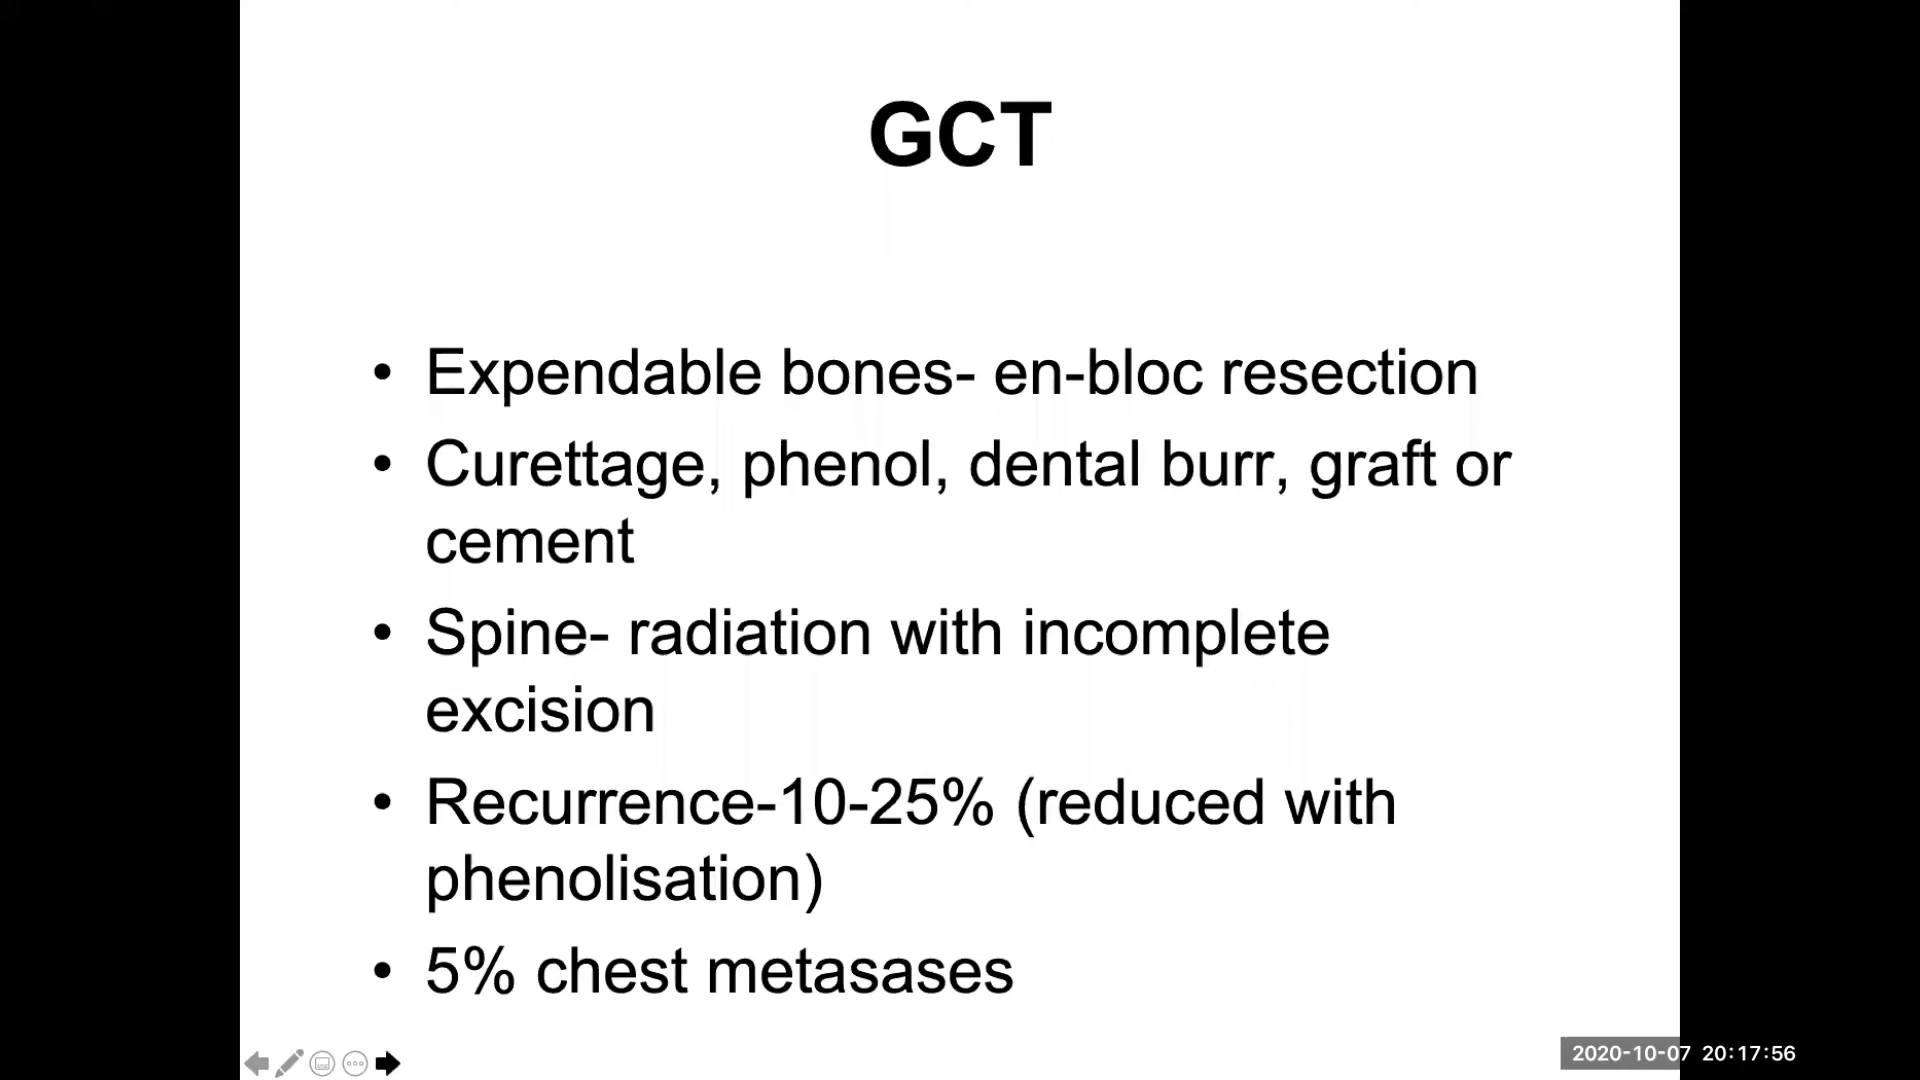 GCT
• Expendable bones- en-bloc resection
• Curettage, phenol, dental burr, graft or
cement
• Spine- radiation with incomplete
excision
• Recurrence-10-25% (reduced with
phenolisation)
• 5% chest metasases
2020-10-07 20:17:56